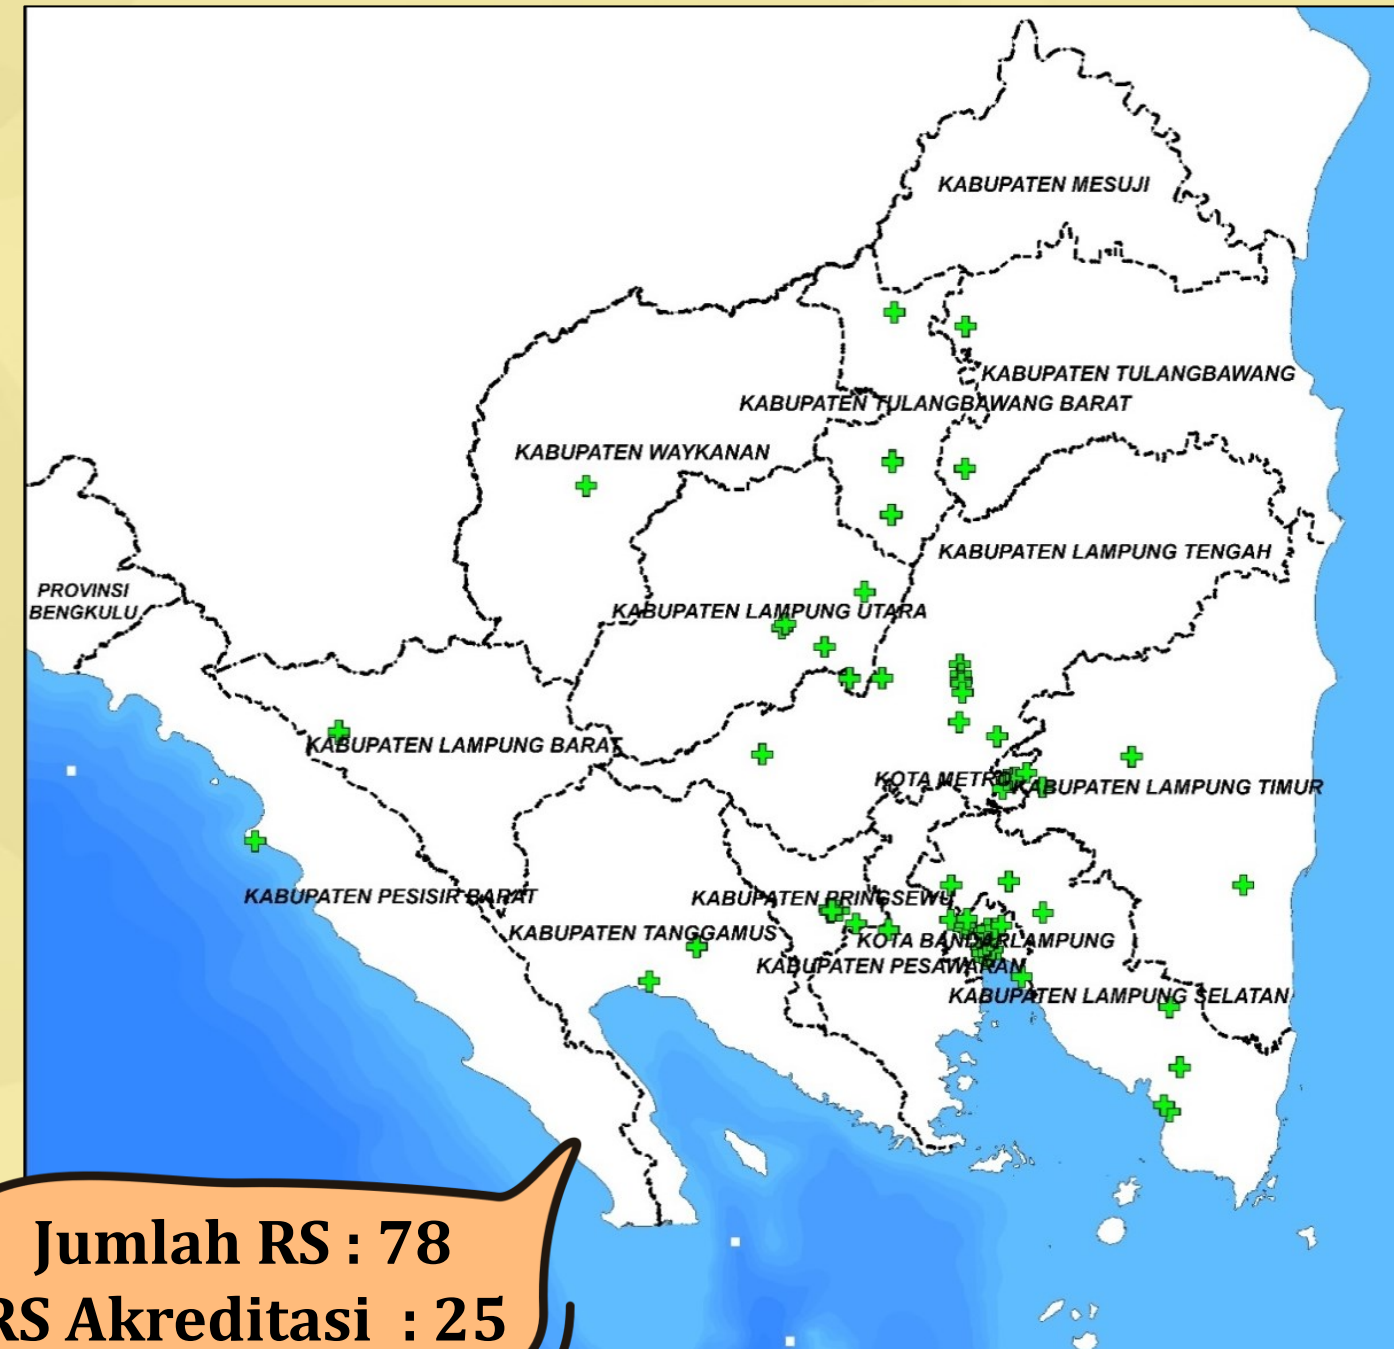 KABUPATEN MESUJI
KABUPATEN TULANGBAWANG
KABUPATEN TULANGBAWANG BARAT
KABUPATEN WAYKANAN
KABUPATEN LAMPUNG TENGAH
PROVINSI
BENGKULU
KABUPATEN LAMPUNG UTARA
KABUPATEN LAMPUNG BARAT
KOTA METRO
KABUPATEN LAMPUNG TIMUR
KABUPATEN PESISIR BARAT
KABUPATEN PRINGSEWU
KABUPATEN TANGGAMUS
KOTA BANDARLAMPUNG
KABUPATEN PESAWARAN
KABUPATEN LAMPUNG SELATAN
Jumlah RS : 78
RS Akreditasi : 25